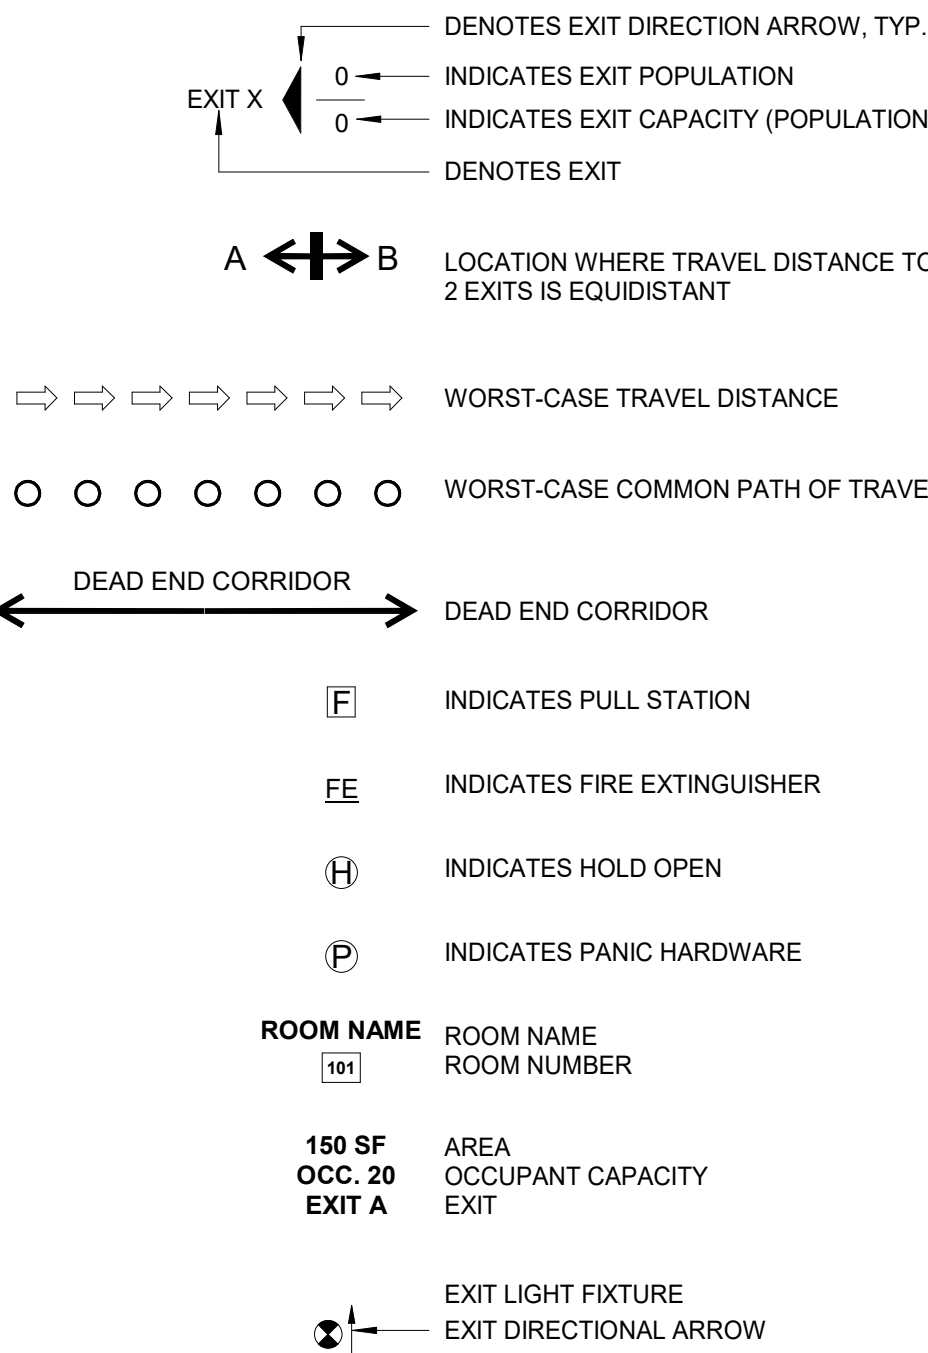 DENOTES EXIT DIRECTION ARROW, TYP.
EXIT X
0 INDICATES EXIT POPULATION
0 INDICATES EXIT CAPACITY (POPULATION
DENOTES EXIT
A B LOCATION WHERE TRAVEL DISTANCE TO
2 EXITS IS EQUIDISTANT
WORST-CASE TRAVEL DISTANCE
WORST-CASE COMMON PATH OF TRAVE
DEAD END CORRIDOR
DEAD END CORRIDOR
F INDICATES PULL STATION
FE INDICATES FIRE EXTINGUISHER
H INDICATES HOLD OPEN
P INDICATES PANIC HARDWARE
ROOM NAME ROOM NAME
101 ROOM NUMBER
150 SF AREA
OCC. 20 OCCUPANT CAPACITY
EXIT A EXIT
EXIT LIGHT FIXTURE
EXIT DIRECTIONAL ARROW